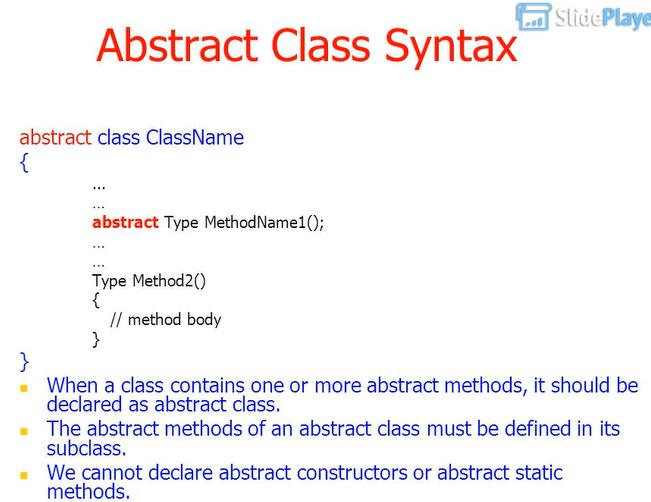 SlidePlaye
Abstract Class Syntax
abstract class ClassName
{
...
...
abstract Type MethodName1();
...
...
Type Method2()
{
// method body
}
}
When a class contains one or more abstract methods, it should be
declared as abstract class.
The abstract methods of an abstract class must be defined in its
subclass.
We cannot declare abstract constructors or abstract static
methods.